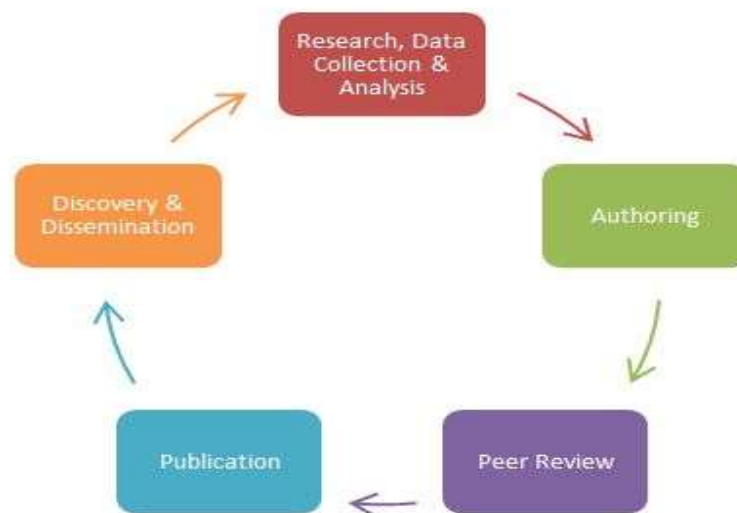 Research, Data
Collection &
Analysis
Authoring
Peer Review
Publication
Discovery &
Dissemination